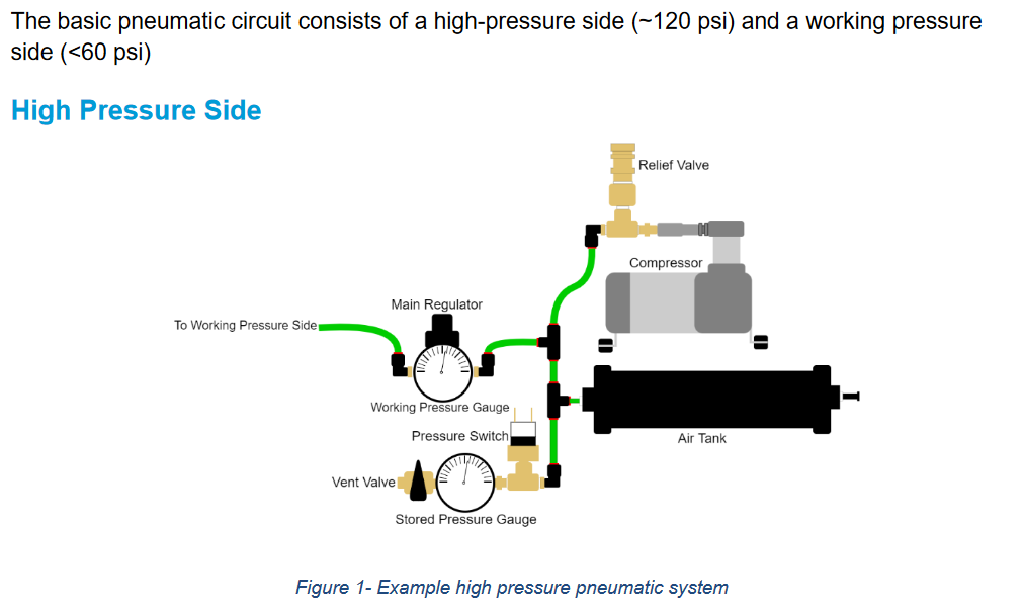 The basic pneumatic circuit consists of a high-pressure side (~120 psi) and a working pressure
side (<60 psi)
High Pressure Side
Relief Valve
Compressor
Main Regulator
To Working Pressure Side
Working Pressure Gauge
Pressure Switch
Air Tank
Vent Valve
Stored Pressure Gauge
Figure 1- Example high pressure pneumatic system